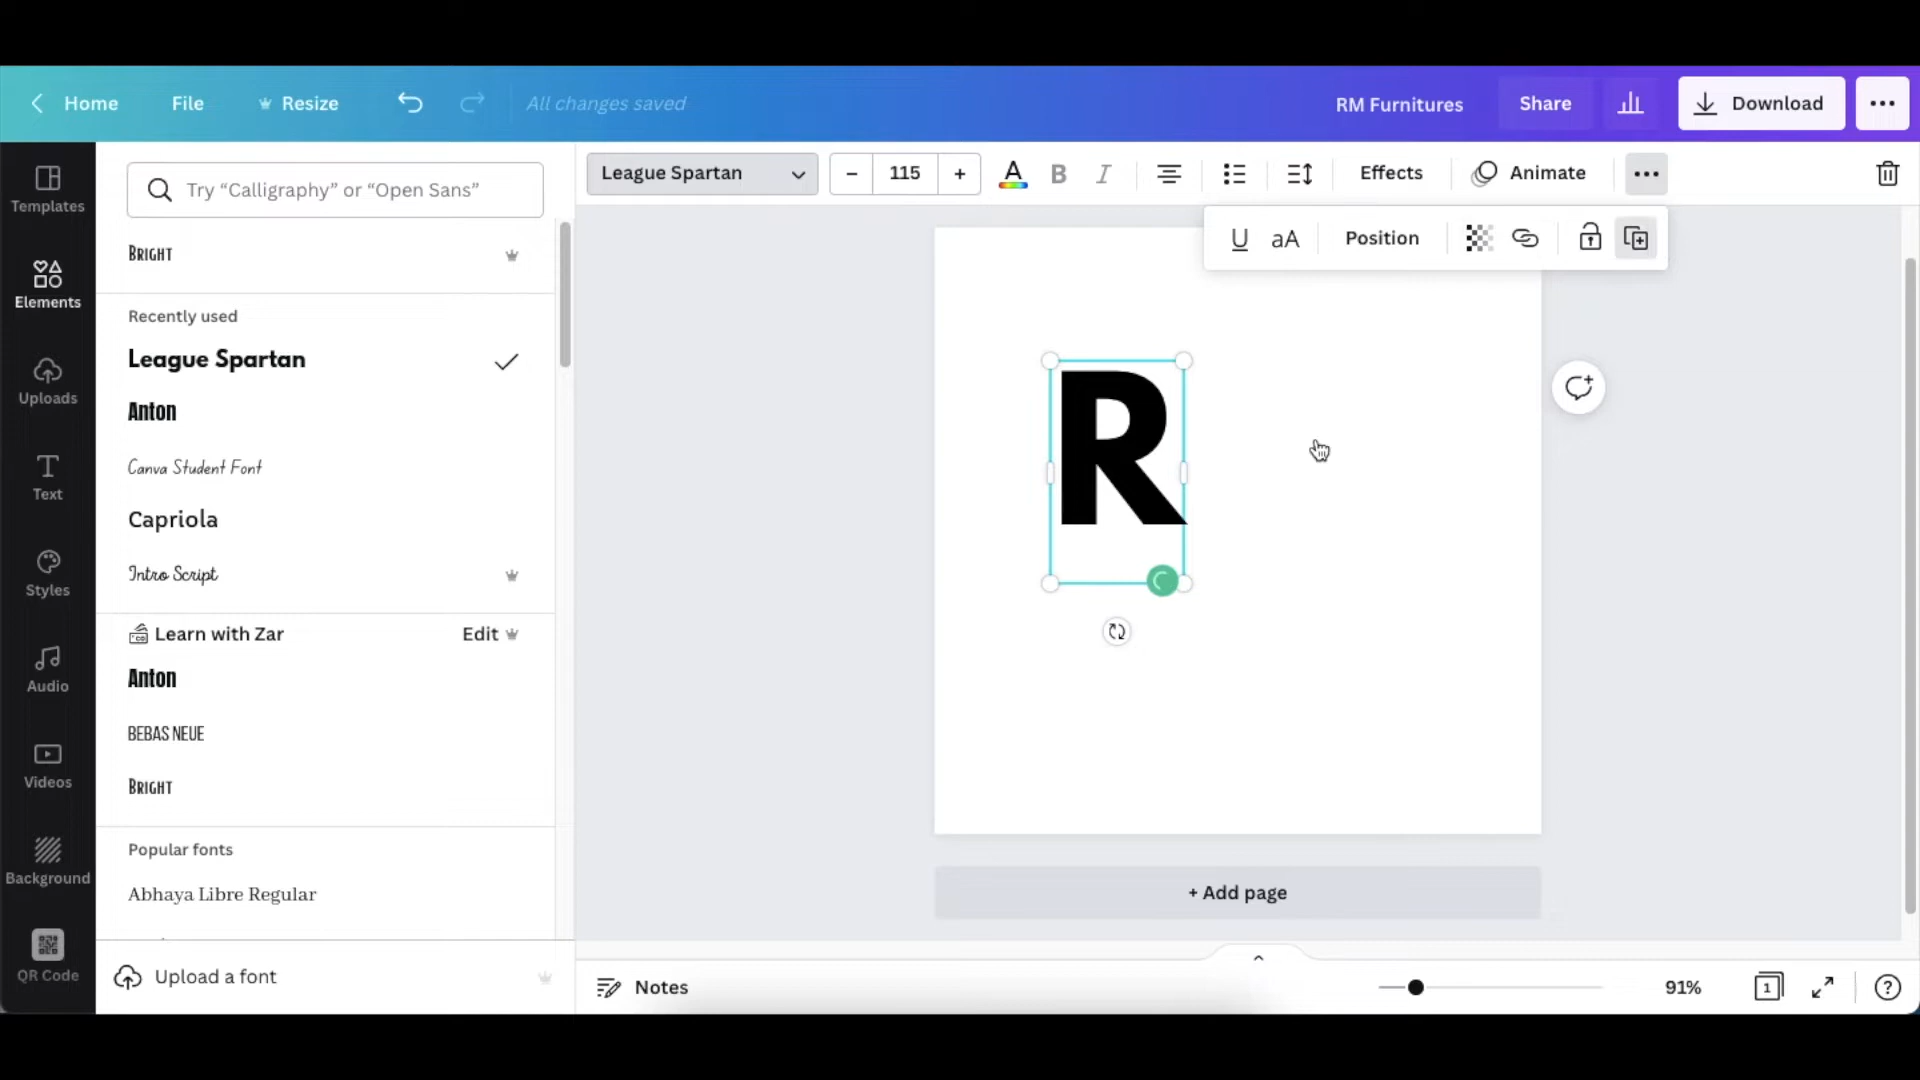 Home File Resize All changes saved RM Furnitures Share Download
Templates
Elements
Uploads
Text
Styles
Audio
Videos
Background
QR Code
Try “Calligraphy” or “Open Sans”
BRIGHT
Recently used
League Spartan
Anton
Canva Student Font
Capriola
Intro Script
Learn with Zar Edit
Anton
BEBAS NEUE
BRIGHT
Popular fonts
Abhaya Libre Regular
Upload a font
League Spartan − 115 + A B I Effects Animate
U aA Position
R
+ Add page
Notes 91% 1 ?